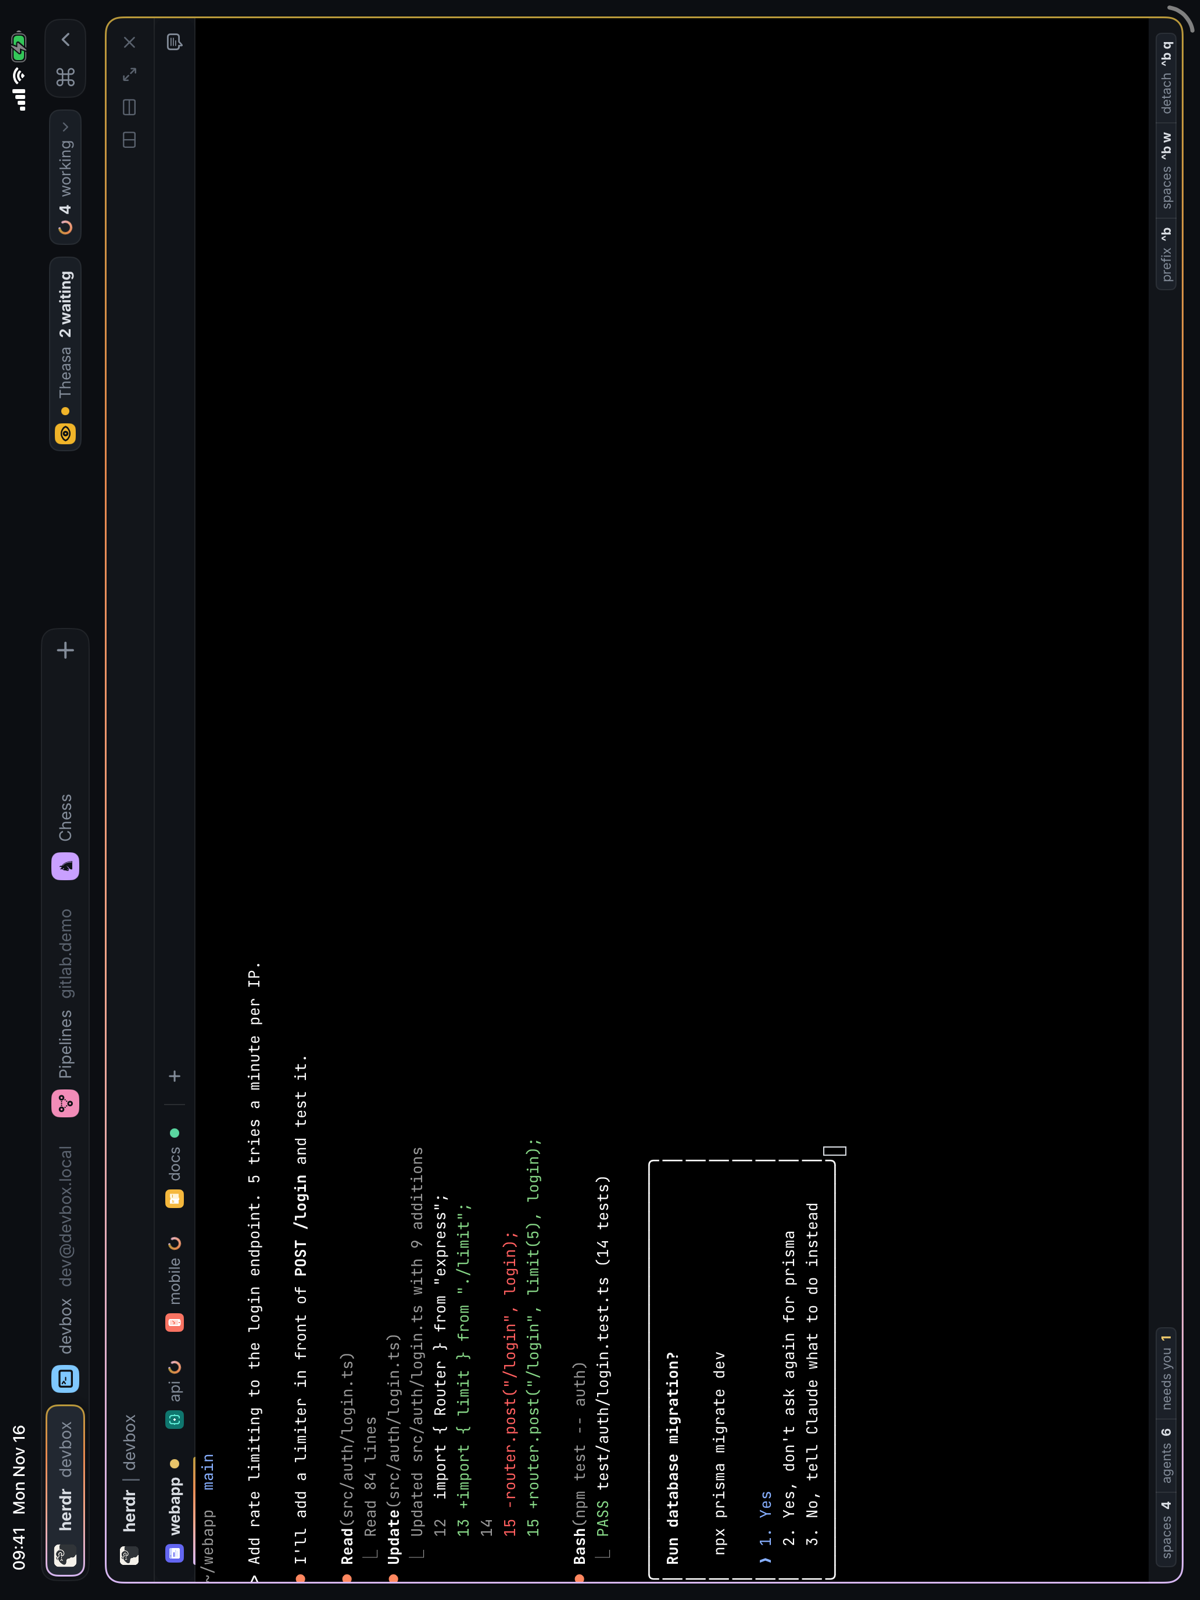 09:41 Mon Nov 16
herdr devbox
devbox dev@devbox.local
Pipelines gitlab.demo
Chess
Theasa 2 waiting
4 working
herdr | devbox
webapp
api
mobile
docs
~/webapp main
> Add rate limiting to the login endpoint. 5 tries a minute per IP.
I'll add a limiter in front of POST /login and test it.
Read(src/auth/login.ts)
Read 84 lines
Update(src/auth/login.ts)
Updated src/auth/login.ts with 9 additions
12 import { Router } from "express";
13 +import { limit } from "./limit";
14
15 -router.post("/login", login);
15 +router.post("/login", limit(5), login);
Bash(npm test -- auth)
PASS test/auth/login.test.ts (14 tests)
Run database migration?
npx prisma migrate dev
❯ 1. Yes
2. Yes, don't ask again for prisma
3. No, tell Claude what to do instead
spaces 4 agents 6 needs you 1
prefix ^b spaces ^b w detach ^b q